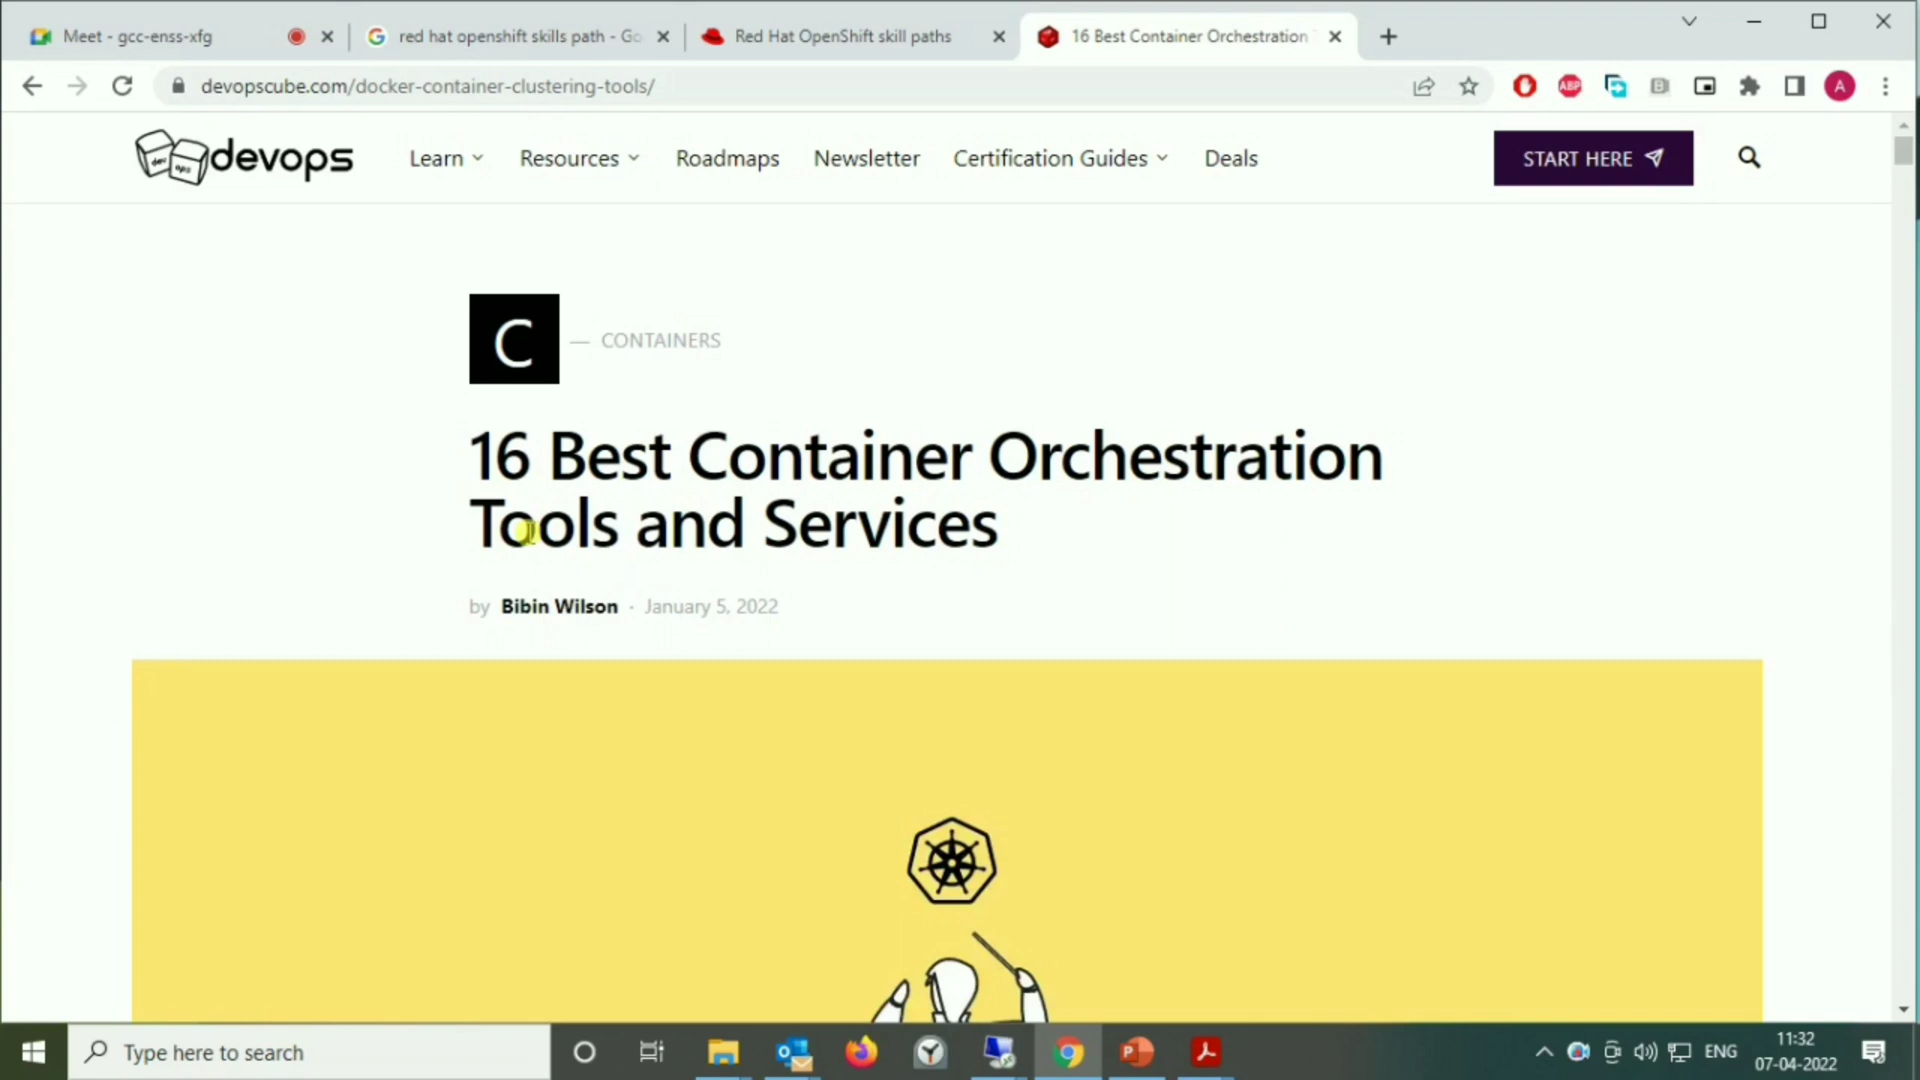 Meet - gcc-enss-xfg
red hat openshift skills path - Go
Red Hat OpenShift skill paths
16 Best Container Orchestration
devopscube.com/docker-container-clustering-tools/
ABP
A
dev
ops
devops
Learn
Resources
Roadmaps
Newsletter
Certification Guides
Deals
START HERE
C
— CONTAINERS
16 Best Container Orchestration
Tools and Services
by Bibin Wilson · January 5, 2022
Type here to search
ENG
11:32
07-04-2022